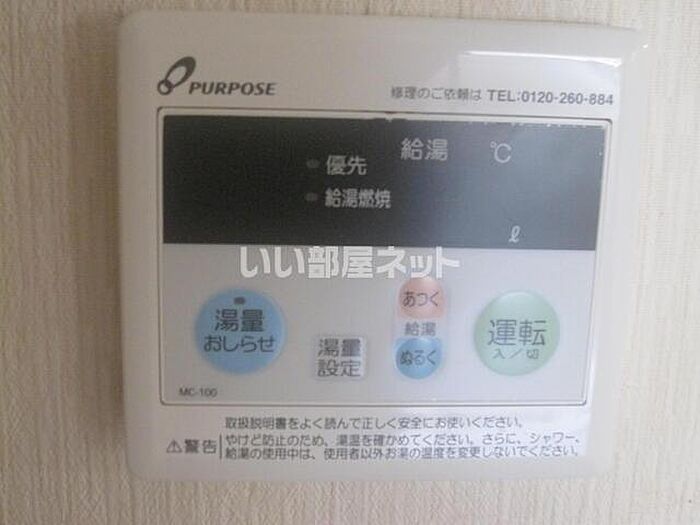 PURPOSE
修理のご依頼は TEL:0120-260-884
給湯 ℃
優先
給湯燃焼
ℓ
いい部屋ネット
湯量
おしらせ
湯量
設定
あつく
給湯
ぬるく
運転
入/切
MC-100
取扱説明書をよく読んで正しく安全にお使いください。
⚠警告
やけど防止のため、湯温を確かめてください。さらに、シャワー、
給湯の使用中は、使用者以外お湯の温度を変更しないでください。